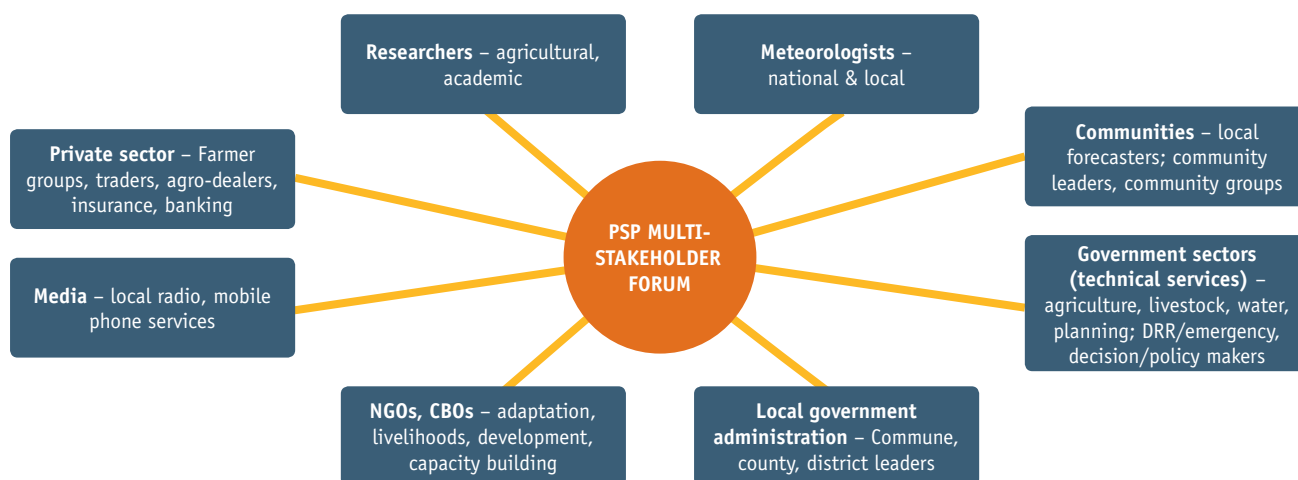 Researchers – agricultural,
academic
Meteorologists –
national & local
Private sector – Farmer
groups, traders, agro-dealers,
insurance, banking
Communities – local
forecasters; community
leaders, community groups
PSP MULTI-
STAKEHOLDER
FORUM
Media – local radio, mobile
phone services
Government sectors
(technical services) –
agriculture, livestock, water,
planning; DRR/emergency,
decision/policy makers
NGOs, CBOs – adaptation,
livelihoods, development,
capacity building
Local government
administration – Commune,
county, district leaders